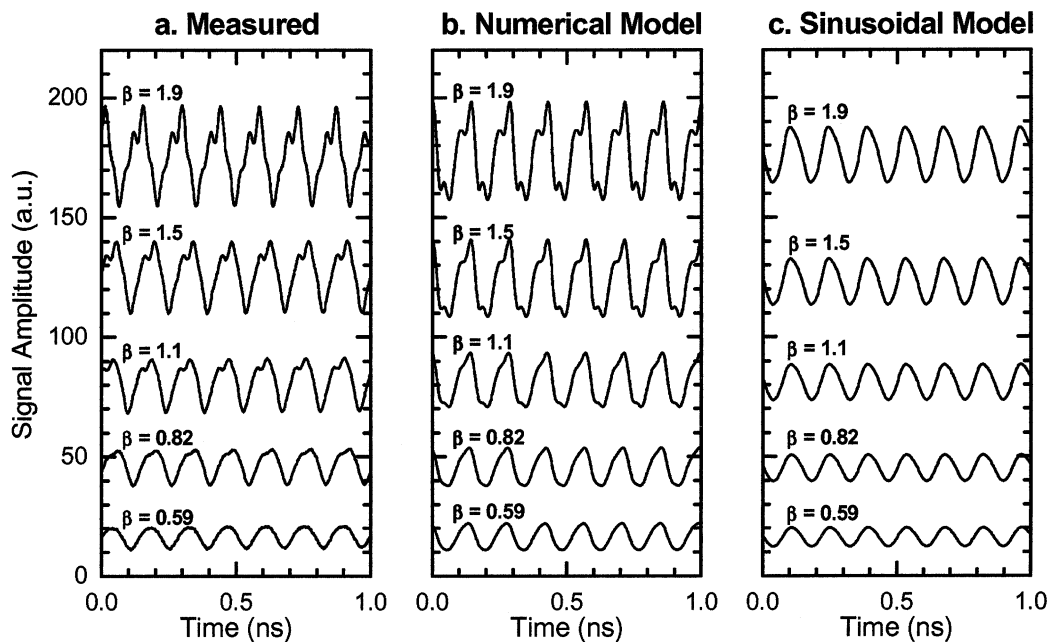 a. Measured
b. Numerical Model
c. Sinusoidal Model
Signal Amplitude (a.u.)
200
150
100
50
0
β = 1.9
β = 1.5
β = 1.1
β = 0.82
β = 0.59
0.0 0.5 1.0
Time (ns)
β = 1.9
β = 1.5
β = 1.1
β = 0.82
β = 0.59
0.0 0.5 1.0
Time (ns)
β = 1.9
β = 1.5
β = 1.1
β = 0.82
β = 0.59
0.0 0.5 1.0
Time (ns)